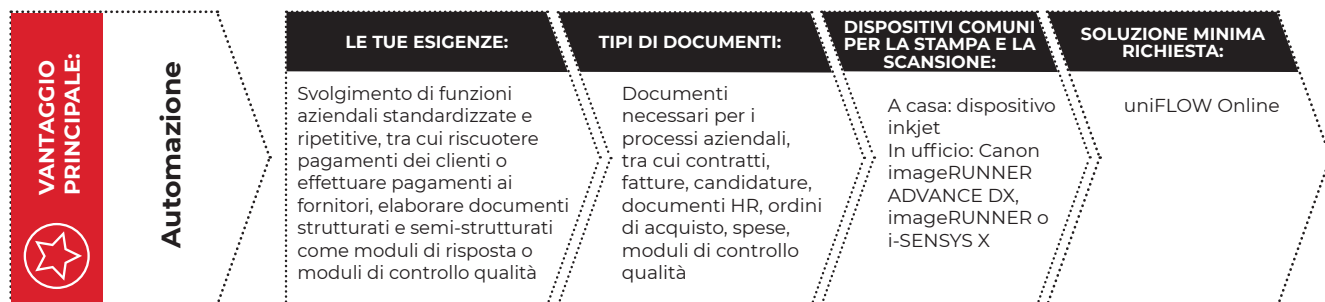 VANTAGGIO
PRINCIPALE:
Automazione
LE TUE ESIGENZE:
Svolgimento di funzioni
aziendali standardizzate e
ripetitive, tra cui riscuotere
pagamenti dei clienti o
effettuare pagamenti ai
fornitori, elaborare documenti
strutturati e semi-strutturati
come moduli di risposta o
moduli di controllo qualità
TIPI DI DOCUMENTI:
Documenti
necessari per i
processi aziendali,
tra cui contratti,
fatture, candidature,
documenti HR, ordini
di acquisto, spese,
moduli di controllo
qualità
DISPOSITIVI COMUNI
PER LA STAMPA E LA
SCANSIONE:
A casa: dispositivo
inkjet
In ufficio: Canon
imageRUNNER
ADVANCE DX,
imageRUNNER o
i-SENSYS X
SOLUZIONE MINIMA
RICHIESTA:
uniFLOW Online